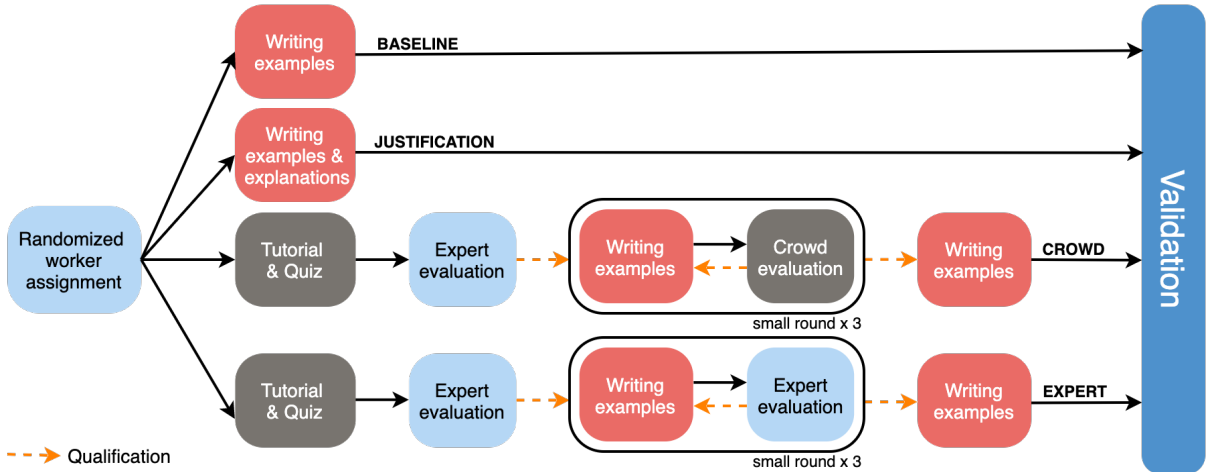 Writing
examples
BASELINE
Writing
examples &
explanations
JUSTIFICATION
Randomized
worker
assignment
Tutorial
& Quiz
Expert
evaluation
Writing
examples
Crowd
evaluation
small round x 3
Writing
examples
CROWD
Tutorial
& Quiz
Expert
evaluation
Writing
examples
Expert
evaluation
small round x 3
Writing
examples
EXPERT
Validation
Qualification